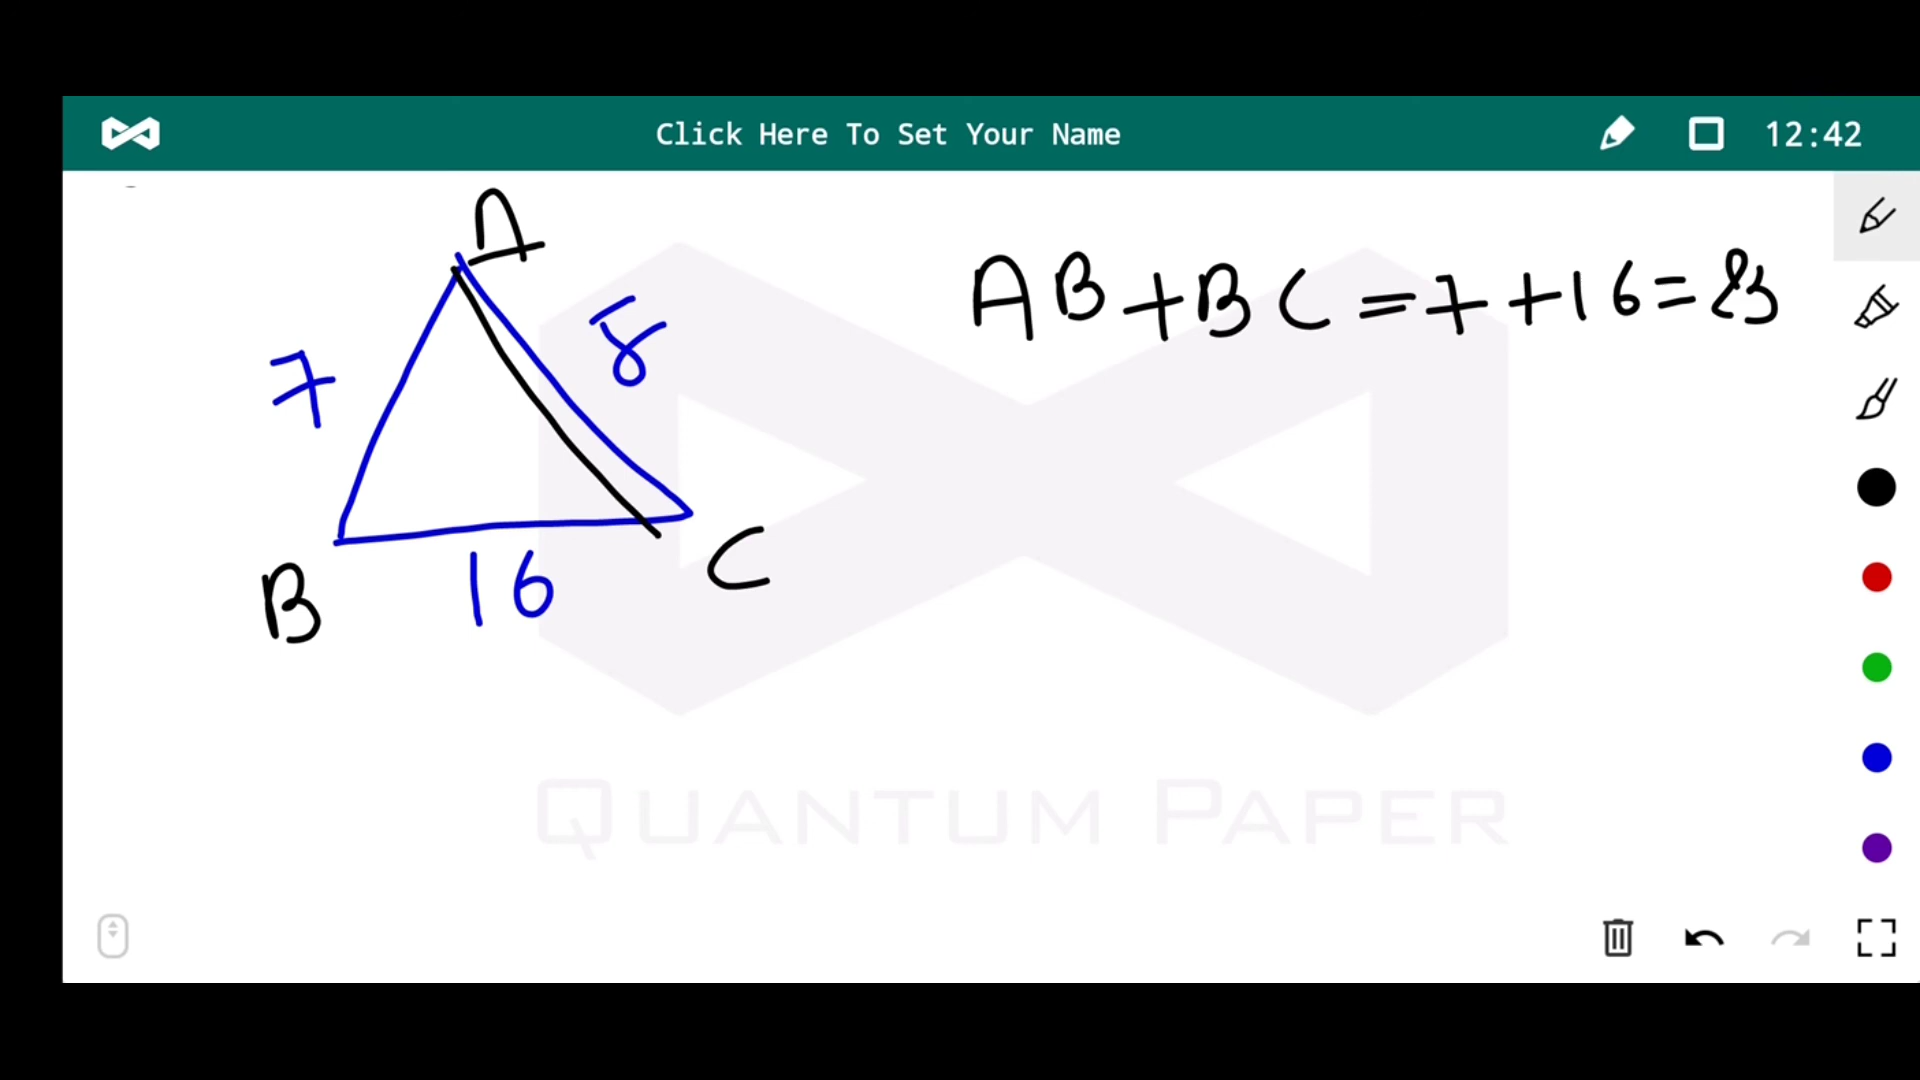 Click Here To Set Your Name
12:42
A
AB+BC=7+16=23
8
7
16
C
B
QUANTUM PAPER